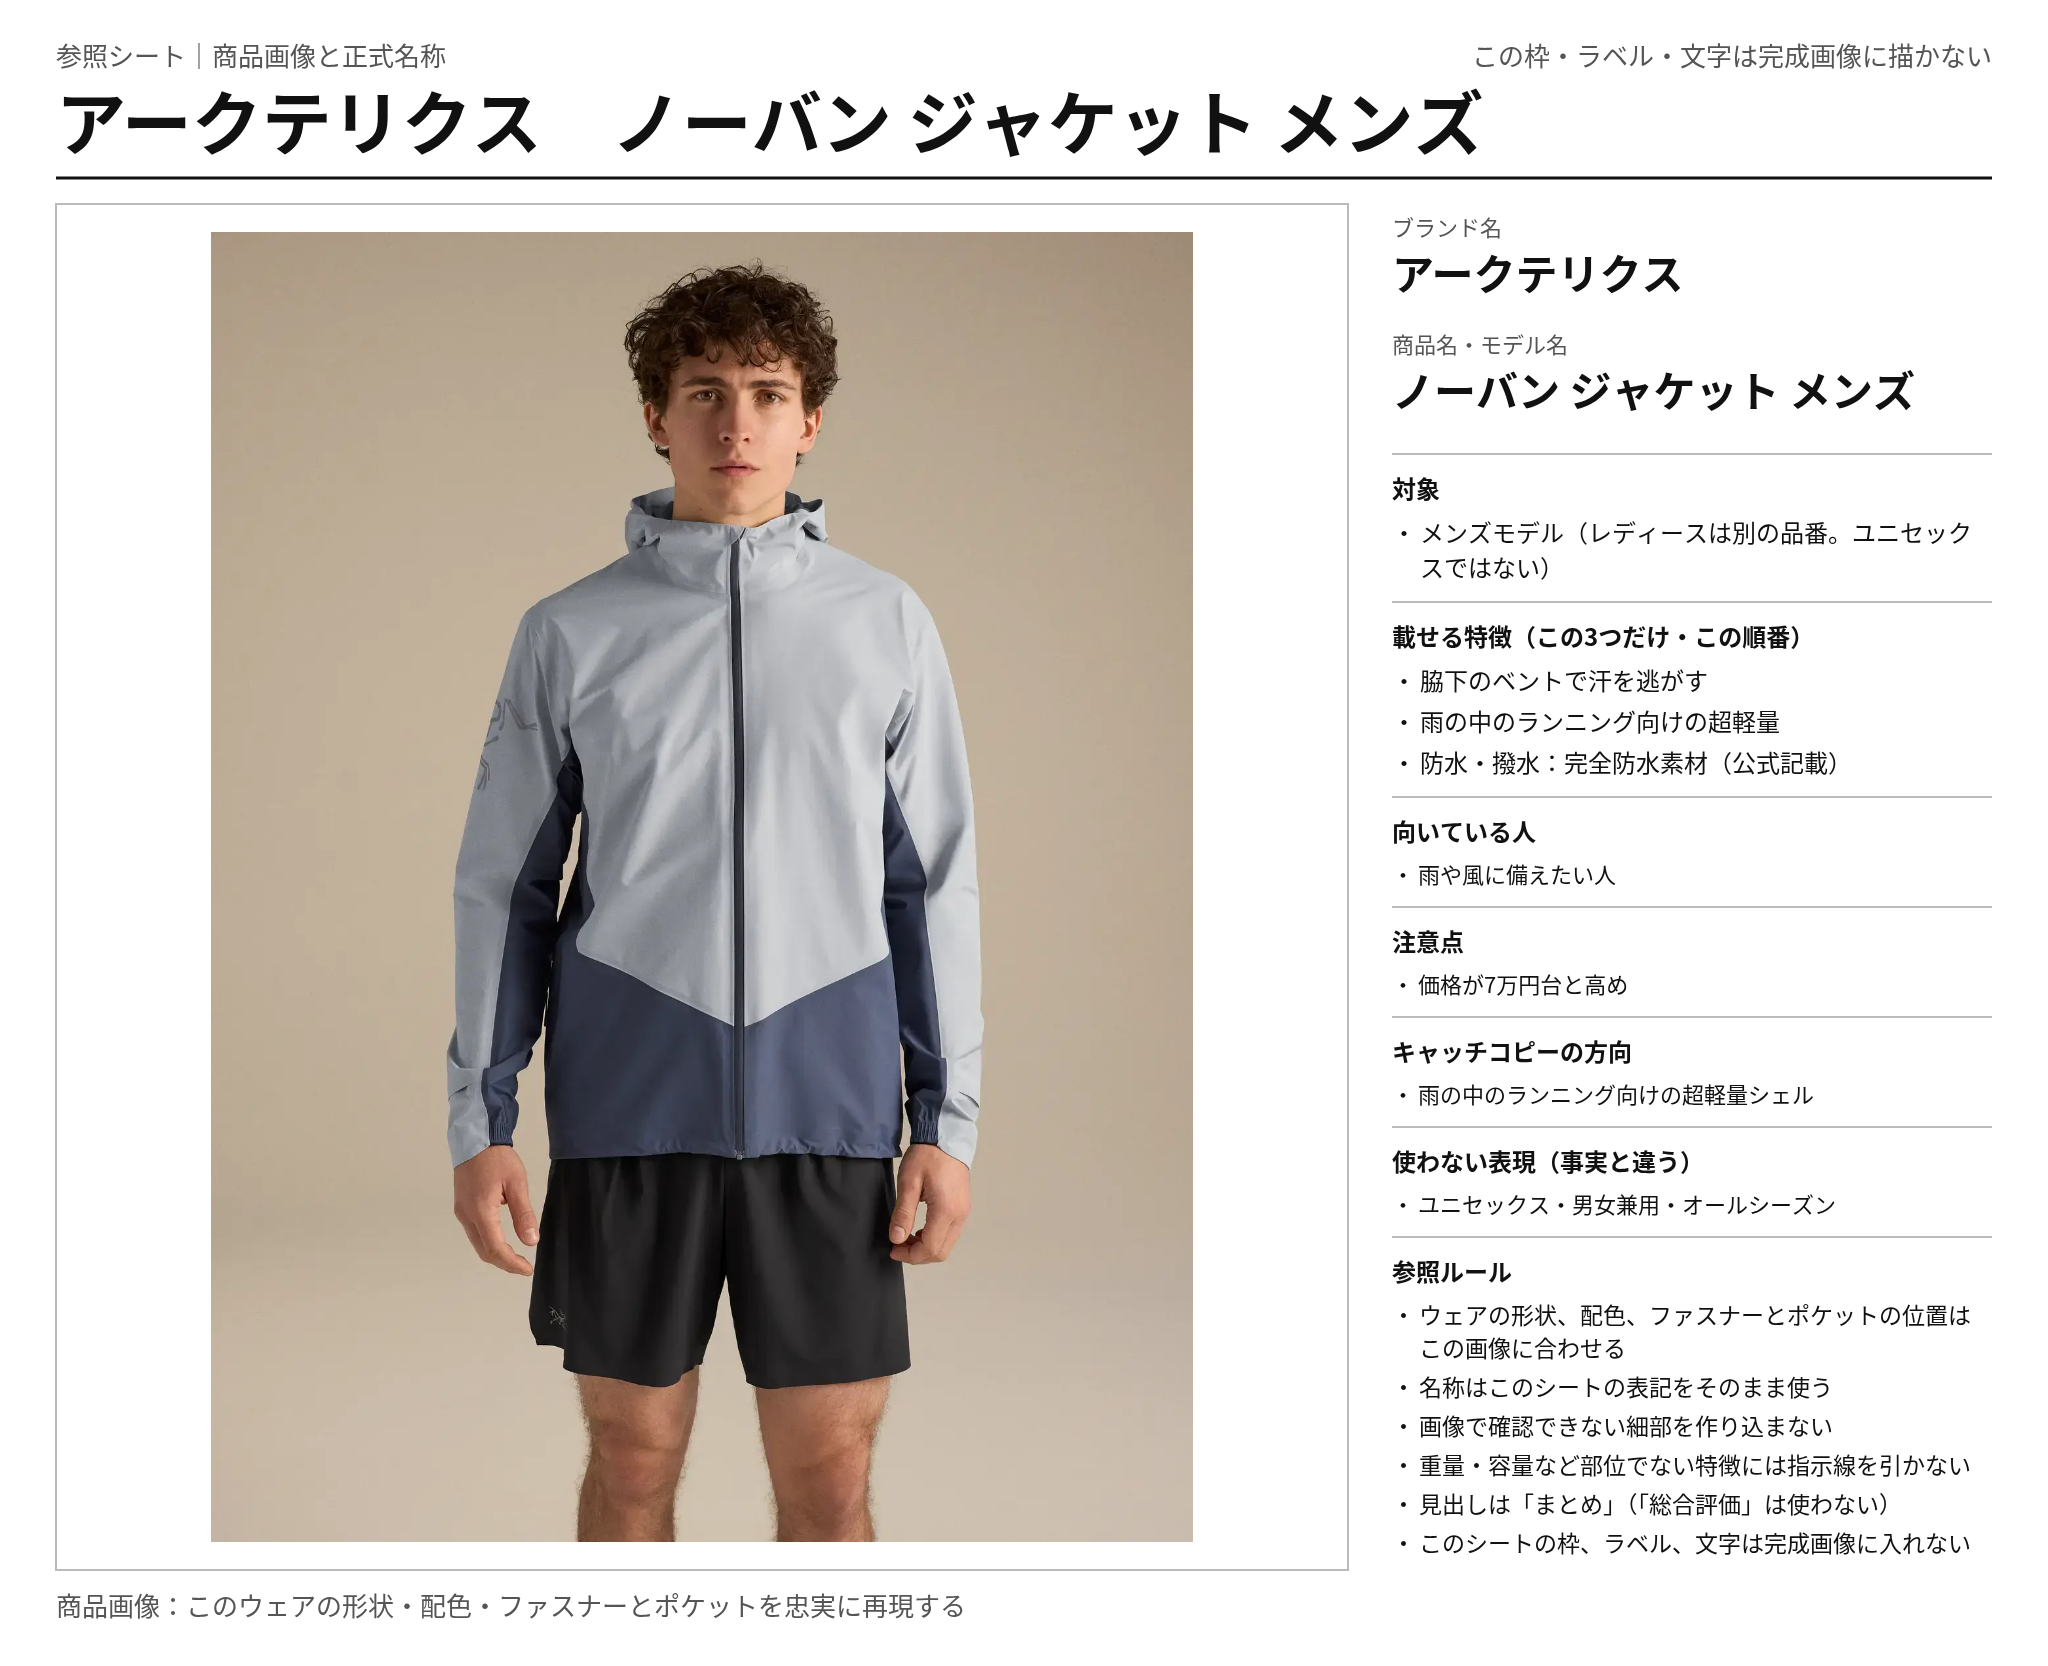 参照シート｜商品画像と正式名称
この枠・ラベル・文字は完成画像に描かない
アークテリクス　ノーバン ジャケット メンズ
ブランド名
アークテリクス
商品名・モデル名
ノーバン ジャケット メンズ
対象
・メンズモデル（レディースは別の品番。ユニセック
スではない）
載せる特徴（この3つだけ・この順番）
・脇下のベントで汗を逃がす
・雨の中のランニング向けの超軽量
・防水・撥水：完全防水素材（公式記載）
向いている人
・雨や風に備えたい人
注意点
・価格が7万円台と高め
キャッチコピーの方向
・雨の中のランニング向けの超軽量シェル
使わない表現（事実と違う）
・ユニセックス・男女兼用・オールシーズン
参照ルール
・ウェアの形状、配色、ファスナーとポケットの位置は
この画像に合わせる
・名称はこのシートの表記をそのまま使う
・画像で確認できない細部を作り込まない
・重量・容量など部位でない特徴には指示線を引かない
・見出しは「まとめ」（「総合評価」は使わない）
・このシートの枠、ラベル、文字は完成画像に入れない
商品画像：このウェアの形状・配色・ファスナーとポケットを忠実に再現する